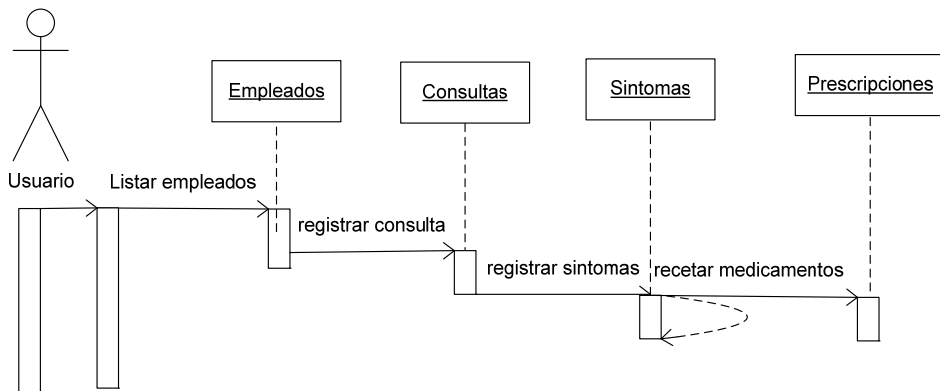 Empleados
Consultas
Sintomas
Prescripciones
Usuario
Listar empleados
registrar consulta
registrar sintomas
recetar medicamentos